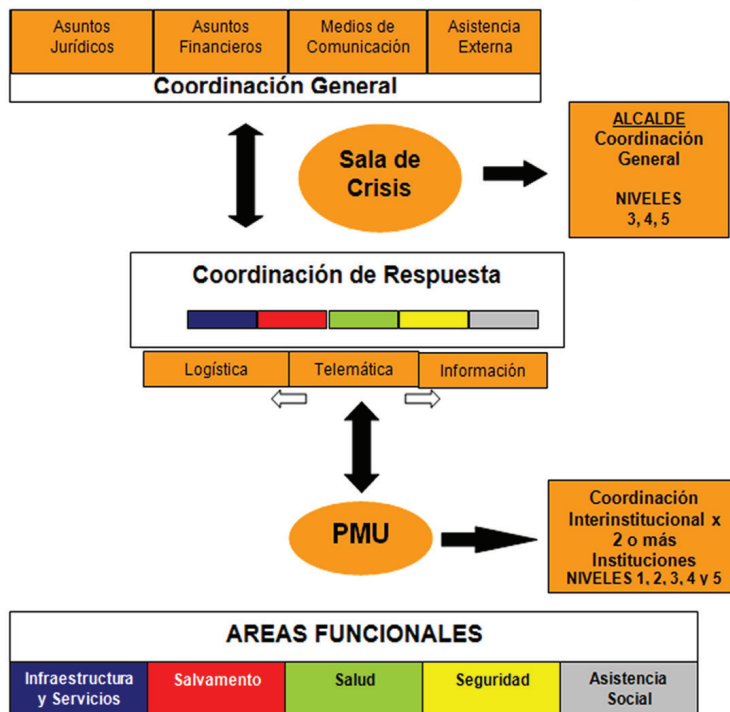 Asuntos
Jurídicos
Asuntos
Financieros
Medios de
Comunicación
Asistencia
Externa
Coordinación General
Sala de
Crisis
ALCALDE
Coordinación
General
NIVELES
3, 4, 5
Coordinación de Respuesta
Logística
Telemática
Información
PMU
Coordinación
Interinstitucional x
2 o más
Instituciones
NIVELES 1, 2, 3, 4 y 5
AREAS FUNCIONALES
Infraestructura
y Servicios
Salvamento
Salud
Seguridad
Asistencia
Social